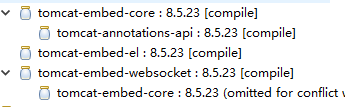 tomcat-embed-core : 8.5.23 [compile]
tomcat-annotations-api : 8.5.23 [compile]
tomcat-embed-el : 8.5.23 [compile]
tomcat-embed-websocket : 8.5.23 [compile]
tomcat-embed-core : 8.5.23 (omitted for conflict